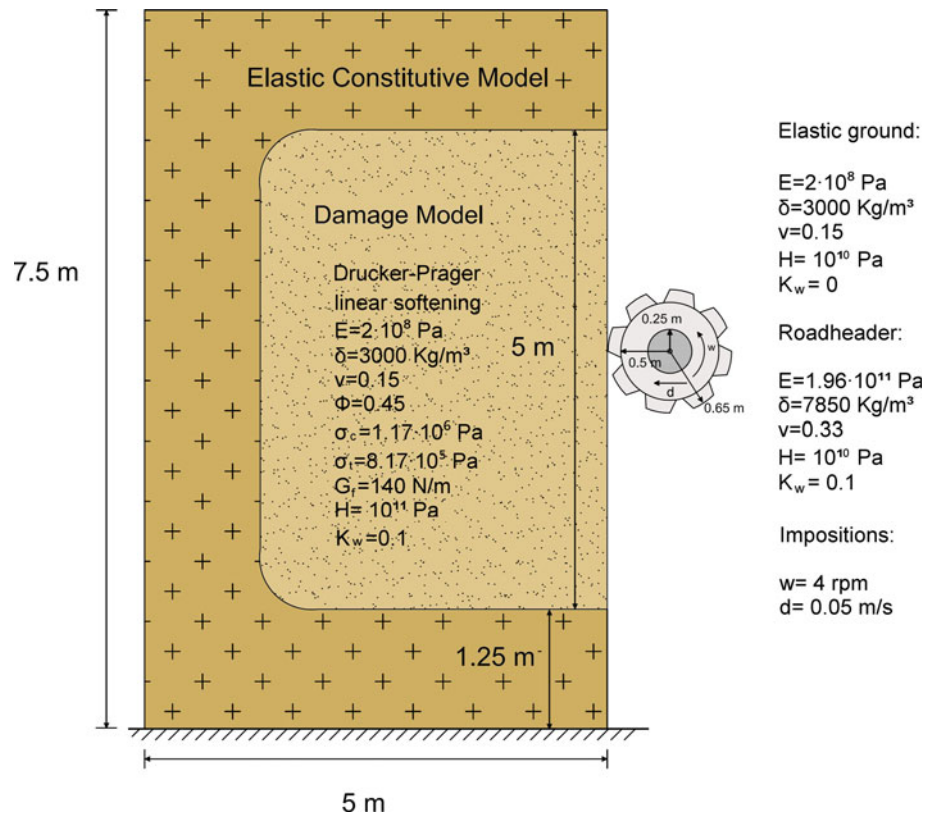 Elastic Constitutive Model
Damage Model
Drucker-Prager
linear softening
E=2·10⁸ Pa
δ=3000 Kg/m³
ν=0.15
Φ=0.45
σc=1.17·10⁶ Pa
σt=8.17·10⁵ Pa
Gf=140 N/m
H= 10¹¹ Pa
Kw=0.1
7.5 m
5 m
1.25 m
5 m
0.25 m
0.5 m
w
d
0.65 m
Elastic ground:
E=2·10⁸ Pa
δ=3000 Kg/m³
ν=0.15
H= 10¹⁰ Pa
Kw= 0
Roadheader:
E=1.96·10¹¹ Pa
δ=7850 Kg/m³
ν=0.33
H= 10¹⁰ Pa
Kw= 0.1
Impositions:
w= 4 rpm
d= 0.05 m/s